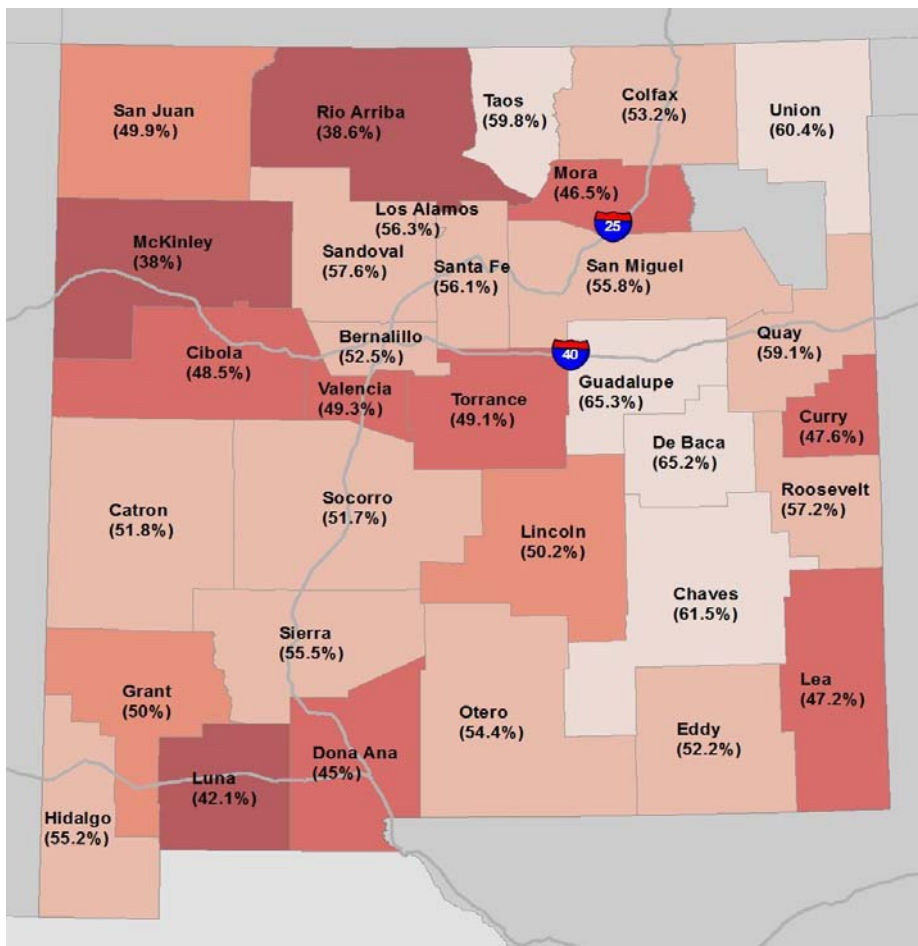 San Juan
(49.9%)
Rio Arriba
(38.6%)
Taos
(59.8%)
Colfax
(53.2%)
Union
(60.4%)
Mora
(46.5%)
Los Alamos
(56.3%)
25
McKinley
(38%)
Sandoval
(57.6%)
Santa Fe
(56.1%)
San Miguel
(55.8%)
Bernalillo
(52.5%)
Quay
(59.1%)
Cibola
(48.5%)
40
Valencia
(49.3%)
Torrance
(49.1%)
Guadalupe
(65.3%)
Curry
(47.6%)
De Baca
(65.2%)
Roosevelt
(57.2%)
Catron
(51.8%)
Socorro
(51.7%)
Lincoln
(50.2%)
Chaves
(61.5%)
Sierra
(55.5%)
Lea
(47.2%)
Grant
(50%)
Otero
(54.4%)
Eddy
(52.2%)
Dona Ana
(45%)
Luna
(42.1%)
Hidalgo
(55.2%)